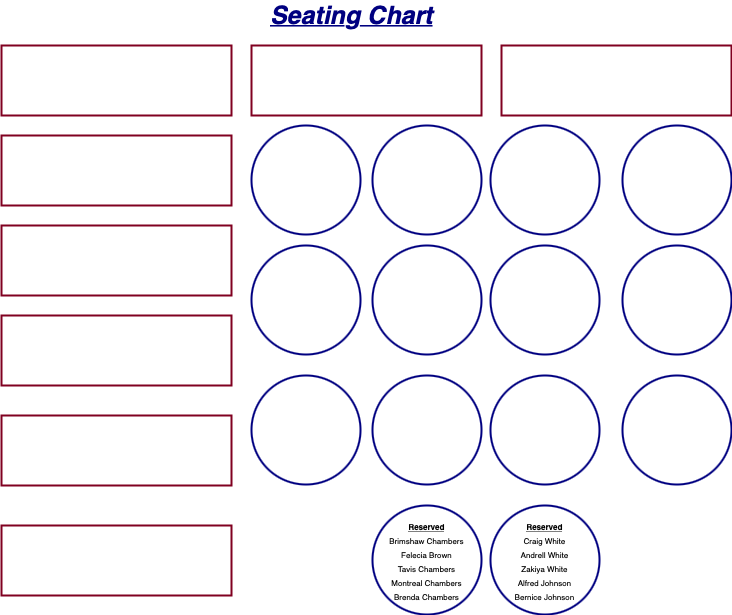 Seating Chart
Reserved
Brimshaw Chambers
Felecia Brown
Tavis Chambers
Montreal Chambers
Brenda Chambers
Reserved
Craig White
Andrell White
Zakiya White
Alfred Johnson
Bernice Johnson